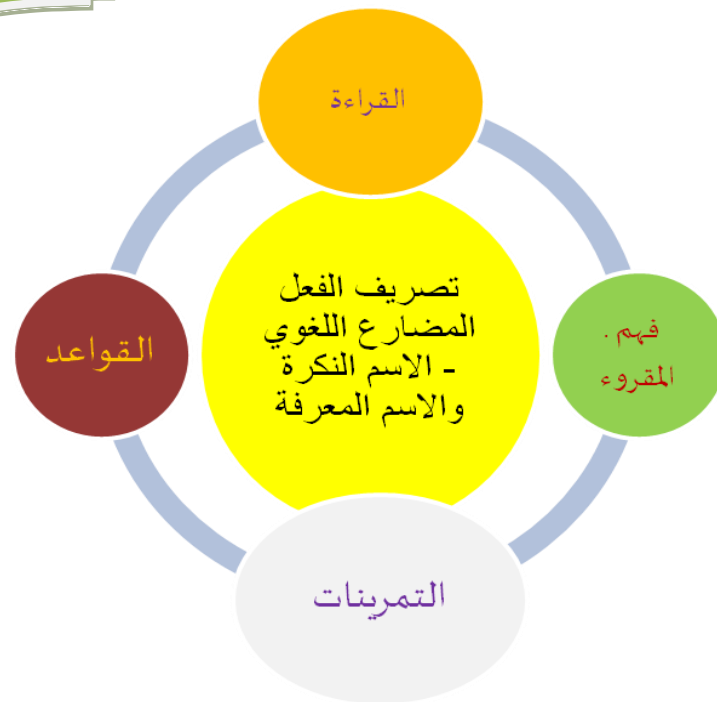 القراءة
تصريف الفعل
المضارع اللغوي
- الاسم النكرة
والاسم المعرفة
فهم .
المقروء
القواعد
التمرينات